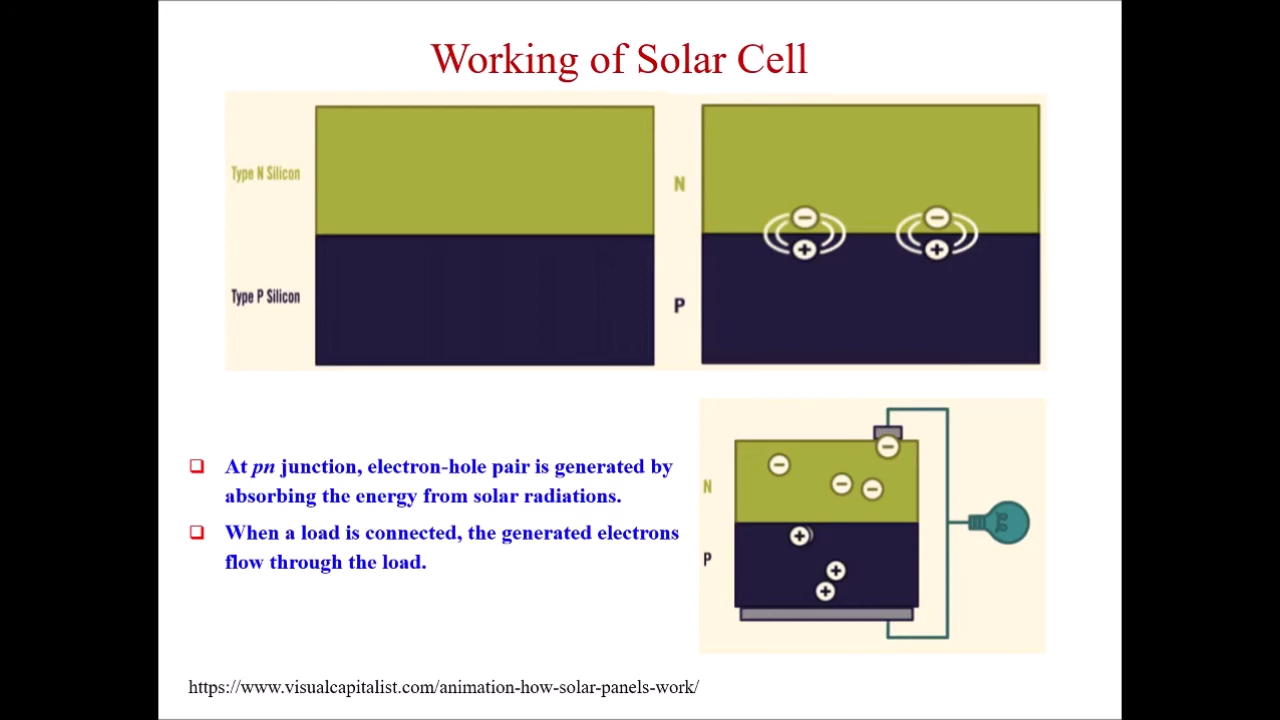 Working of Solar Cell
Type N Silicon
Type P Silicon
N
P
− −
+ +
❑ At pn junction, electron-hole pair is generated by
absorbing the energy from solar radiations.
❑ When a load is connected, the generated electrons
flow through the load.
N
P
−
−
−
−
+
+
+
https://www.visualcapitalist.com/animation-how-solar-panels-work/